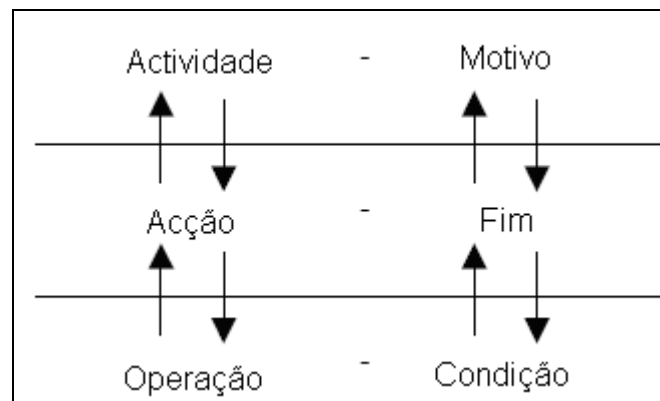 Actividade - Motivo
Acção - Fim
Operação - Condição